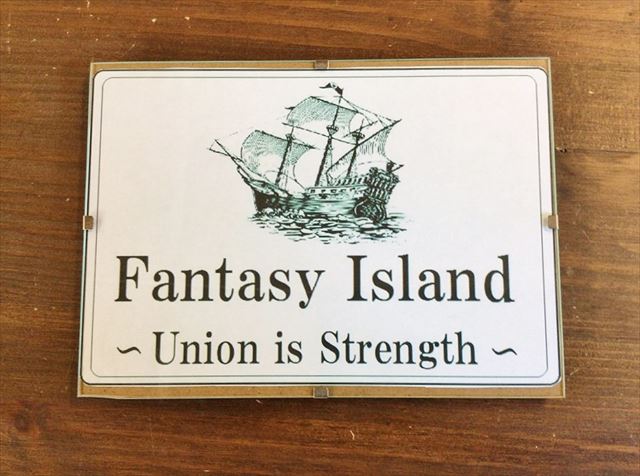 Fantasy Island
~ Union is Strength ~